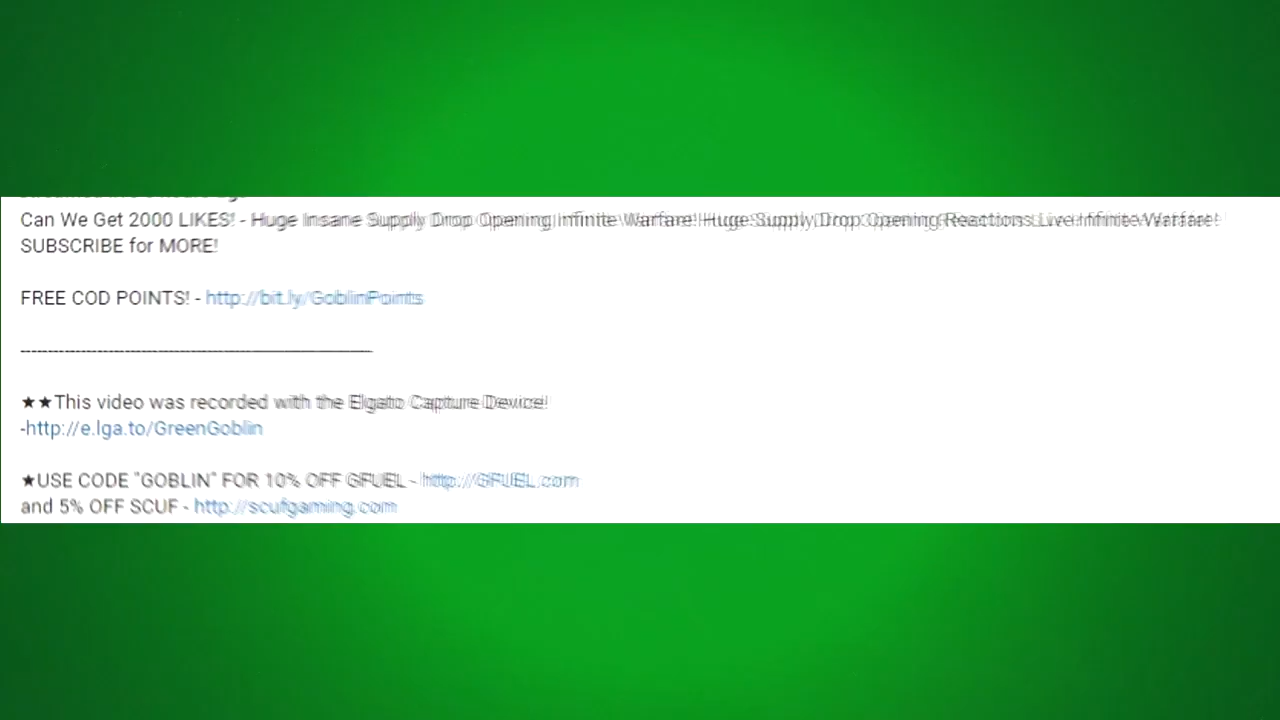 Can We Get 2000 LIKES! - Huge Insane Supply Drop Opening Infinite Warfare! Huge Supply Drop Opening Reactions Live Infinite Warfare!
SUBSCRIBE for MORE!
FREE COD POINTS! - http://bit.ly/GoblinPoints
----------------------------------------------------------------------
★★This video was recorded with the Elgato Capture Device!
-http://e.lga.to/GreenGoblin
★USE CODE "GOBLIN" FOR 10% OFF GFUEL - http://GFUEL.com
and 5% OFF SCUF - http://scufgaming.com